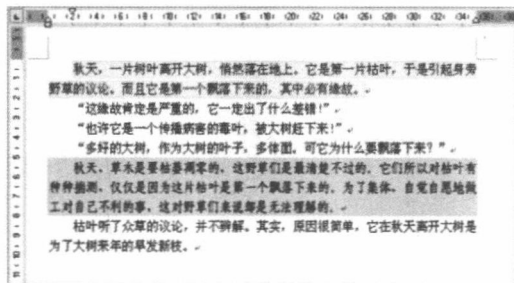 秋天，一片树叶离开大树，悄然落在地上。它是第一片枯叶，于是引起身旁
野草的议论。而且它是第一个飘落下来的，其中必有缘故。
“这缘故肯定是严重的，它一定出了什么差错！”
“也许它是一个传播病害的毒叶，被大树赶下来！”
“多好的大树，作为大树的叶子，多体面，可它为什么要飘落下来？”
秋天，草木是要枯萎凋零的，这野草们是最清楚不过的。它们所以对枯叶有
种种揣测，仅仅是因为这片枯叶是第一个飘落下来的。为了集体，自觉自愿地做
工对自己不利的事，这对野草们来说都是无法理解的。
枯叶听了众草的议论，并不辩解。其实，原因很简单，它在秋天离开大树是
为了大树来年的早发新枝。